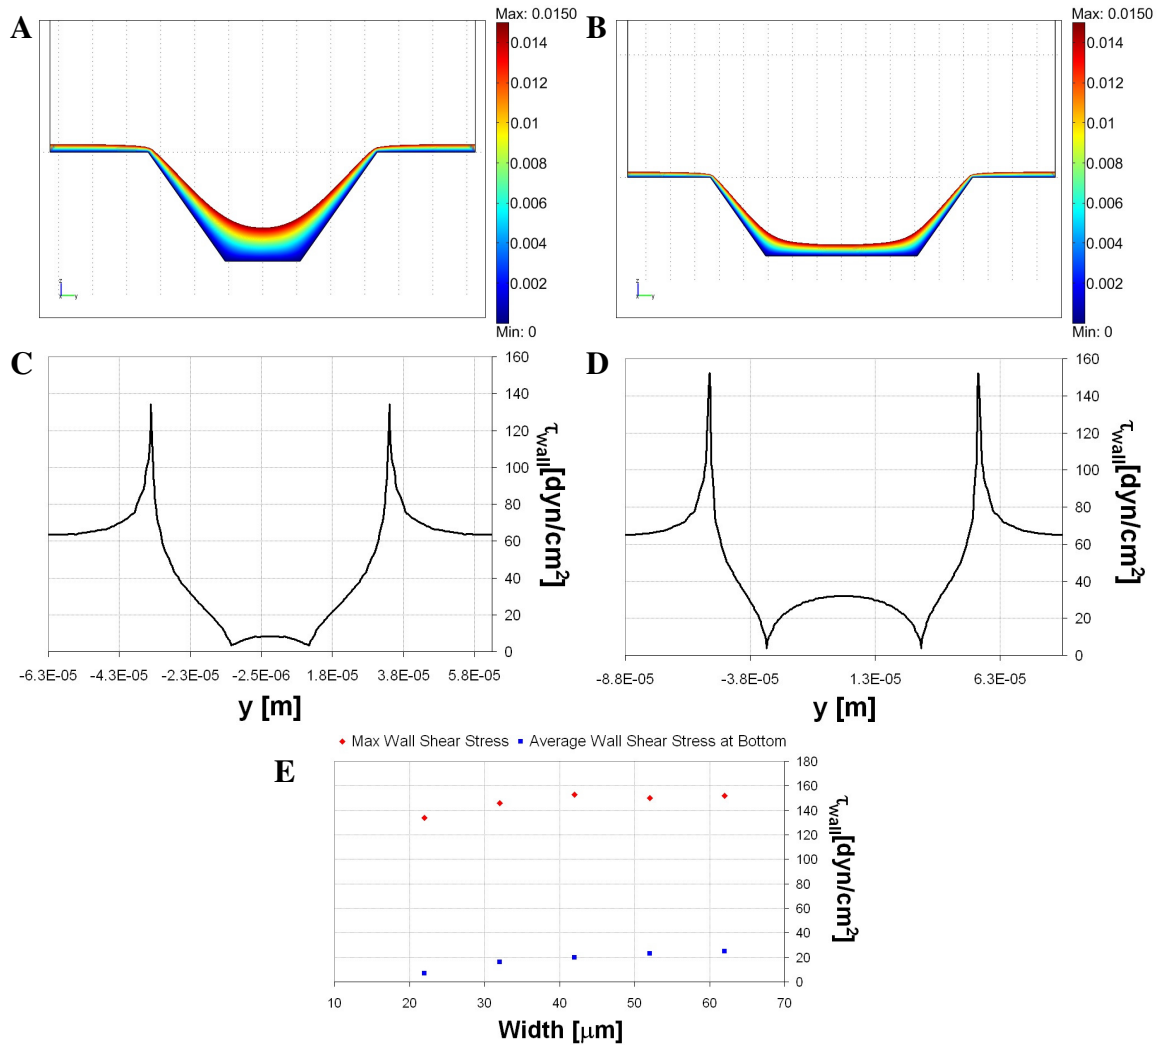 A
Max: 0.0150
0.014
0.012
0.010
0.008
0.006
0.004
0.002
Min: 0
z
y
B
Max: 0.0150
0.014
0.012
0.010
0.008
0.006
0.004
0.002
Min: 0
z
y
C
160
140
120
100
80
60
40
20
0
τwall[dyn/cm²]
-6.3E-05 -4.3E-05 -2.3E-05 -2.5E-06 1.8E-05 3.8E-05 5.8E-05
y [m]
D
160
140
120
100
80
60
40
20
0
τwall[dyn/cm²]
-8.8E-05 -3.8E-05 1.3E-05 6.3E-05
y [m]
Max Wall Shear Stress Average Wall Shear Stress at Bottom
E
180
160
140
120
100
80
60
40
20
0
τwall[dyn/cm²]
10 20 30 40 50 60 70
Width [μm]